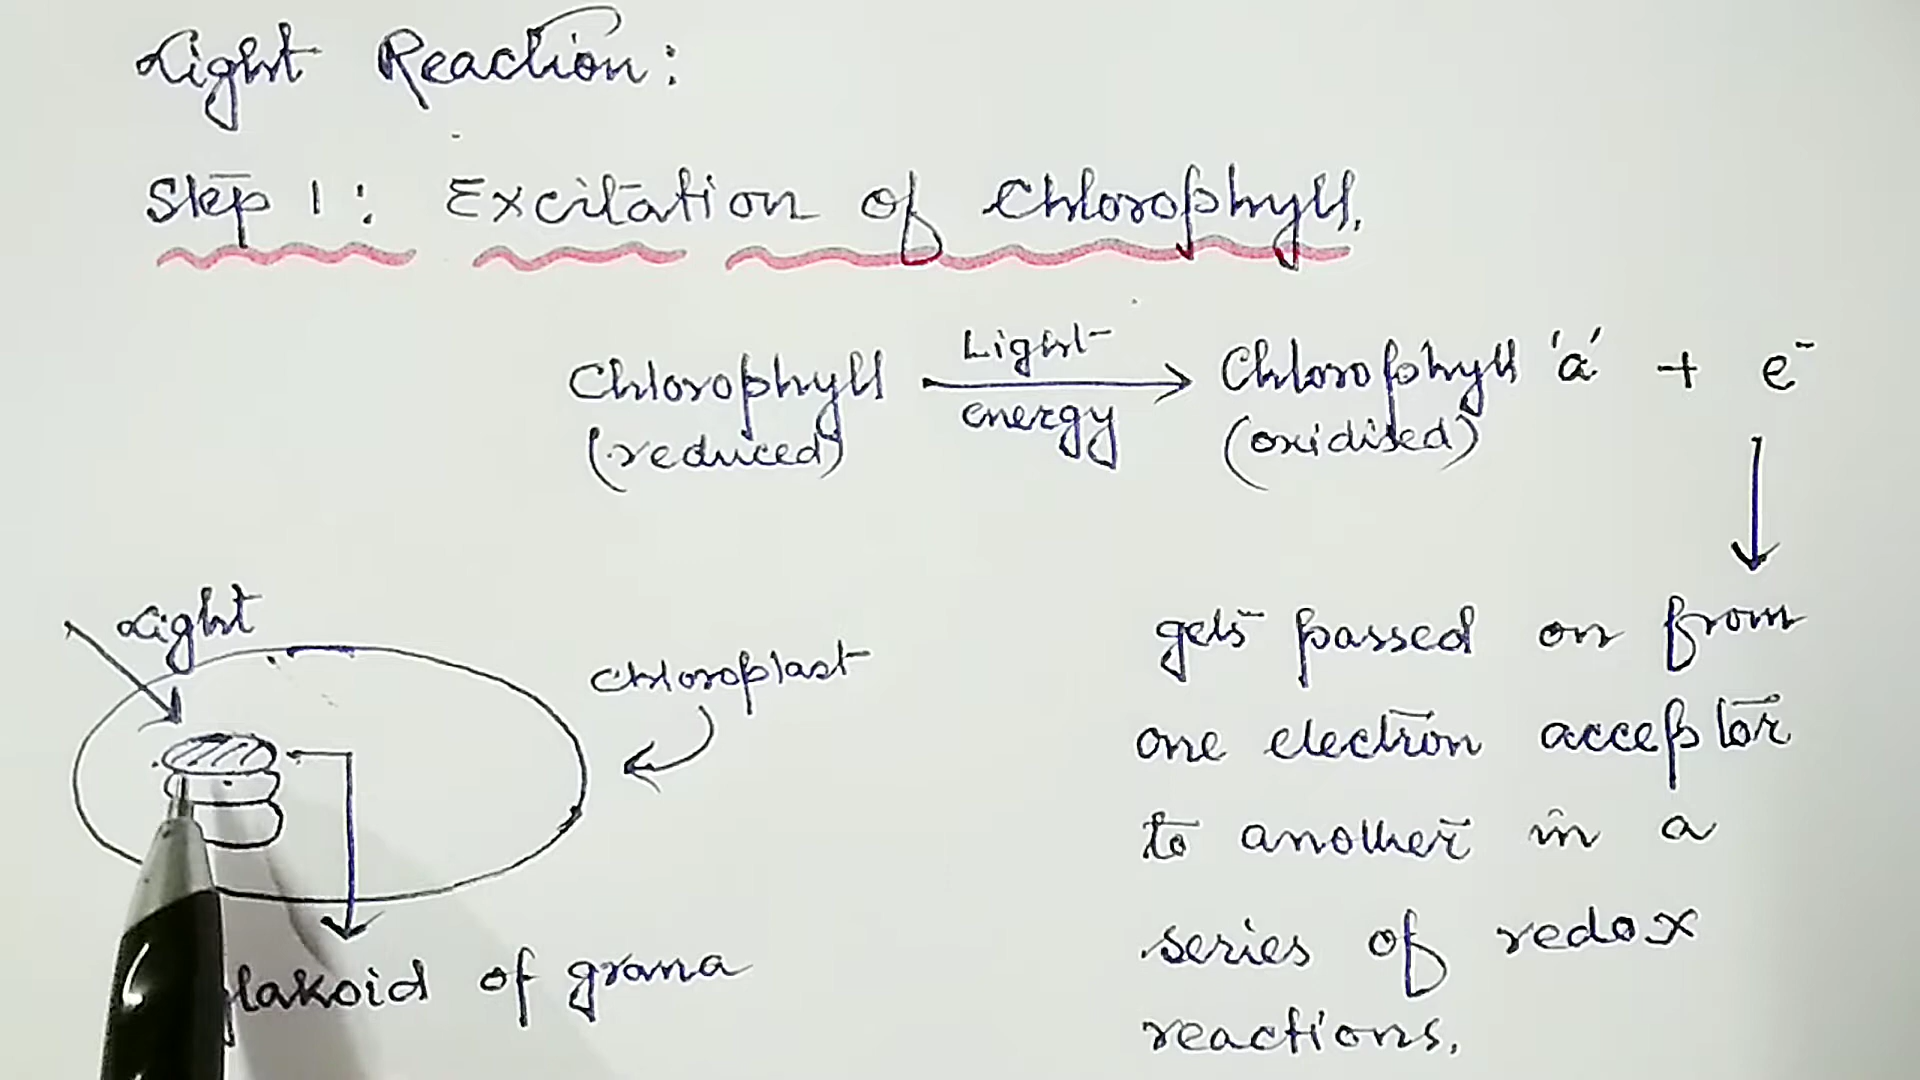 Light Reaction:
Step 1: Excitation of Chlorophyll.
Chlorophyll Light energy Chlorophyll 'a' + e⁻
(reduced) (oxidised)
Light
Chloroplast
gets passed on from
one electron acceptor
to another in a
series of redox
reactions.
lakoid of grana